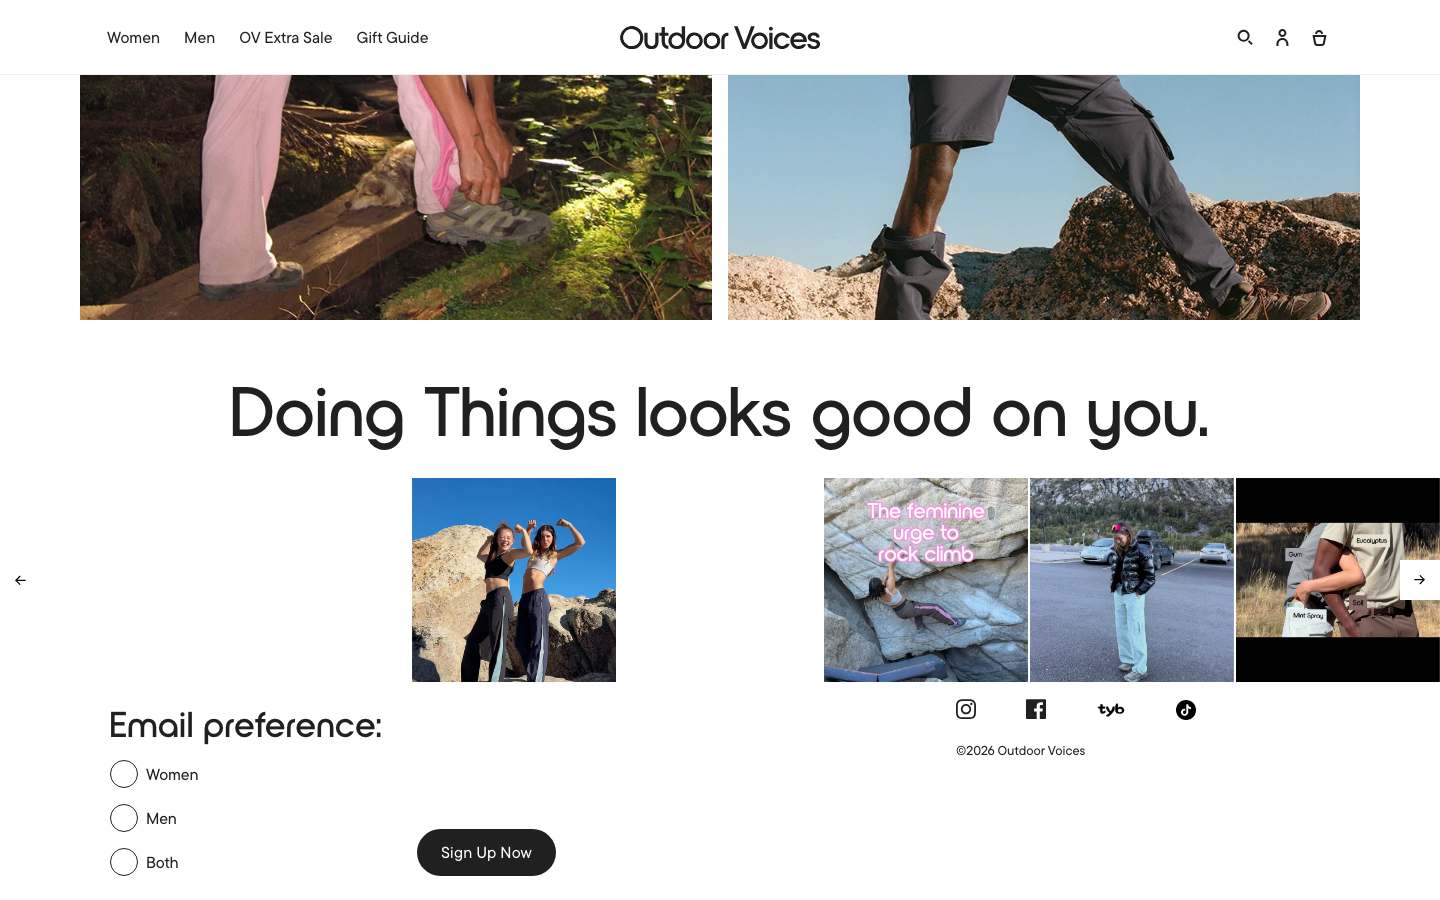 Women
Men
OV Extra Sale
Gift Guide
Outdoor Voices
Doing Things looks good on you.
The feminine
urge to
rock climb
Eucalyptus
Gum
Still
Mint Spray
Email preference:
Women
Men
Both
Sign Up Now
tyb
©2026 Outdoor Voices